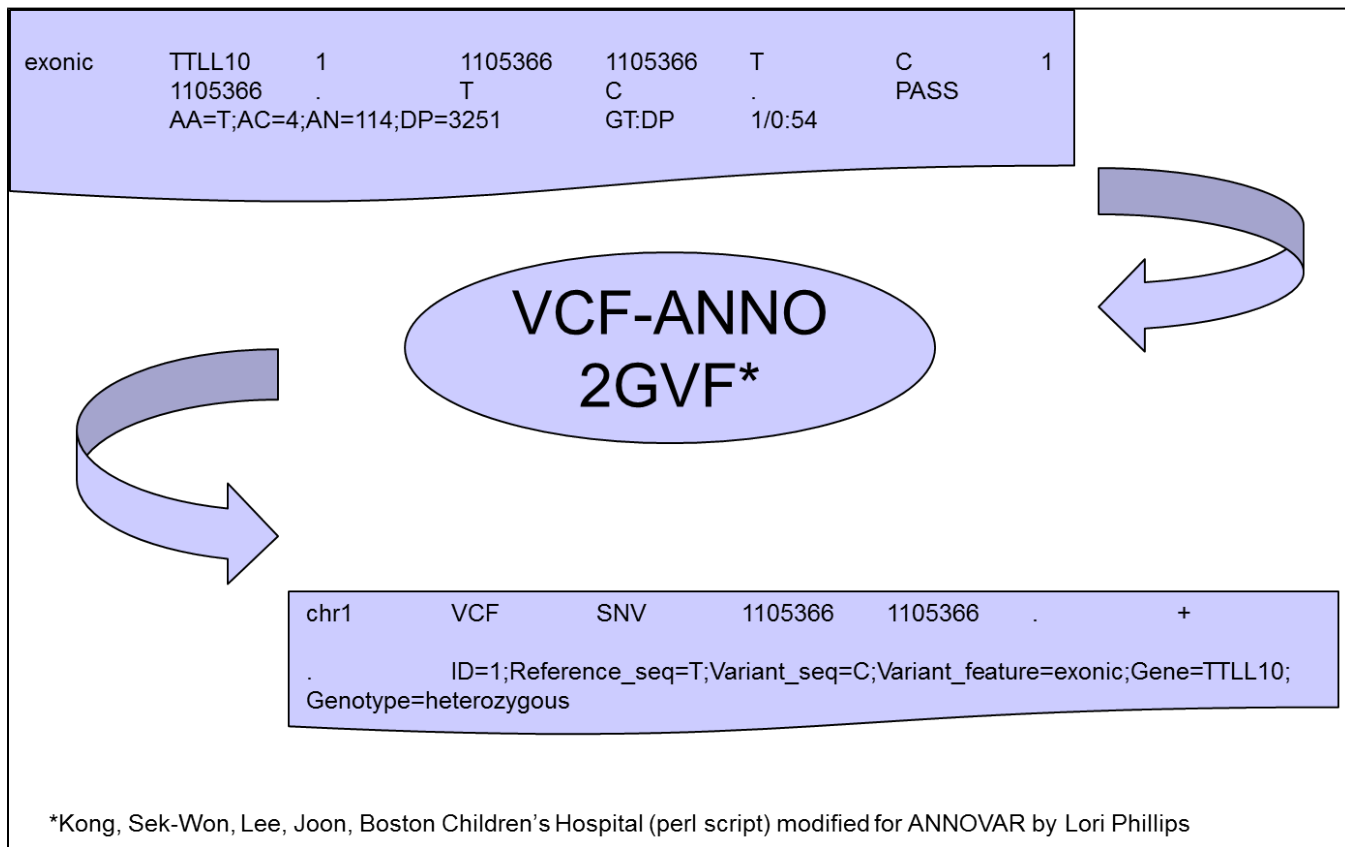 exonic TTLL10 1 1105366 1105366 T C 1
1105366 . T C . PASS
AA=T;AC=4;AN=114;DP=3251 GT:DP 1/0:54
VCF-ANNO
2GVF*
chr1 VCF SNV 1105366 1105366 . +
. ID=1;Reference_seq=T;Variant_seq=C;Variant_feature=exonic;Gene=TTLL10;
Genotype=heterozygous
*Kong, Sek-Won, Lee, Joon, Boston Children’s Hospital (perl script) modified for ANNOVAR by Lori Phillips